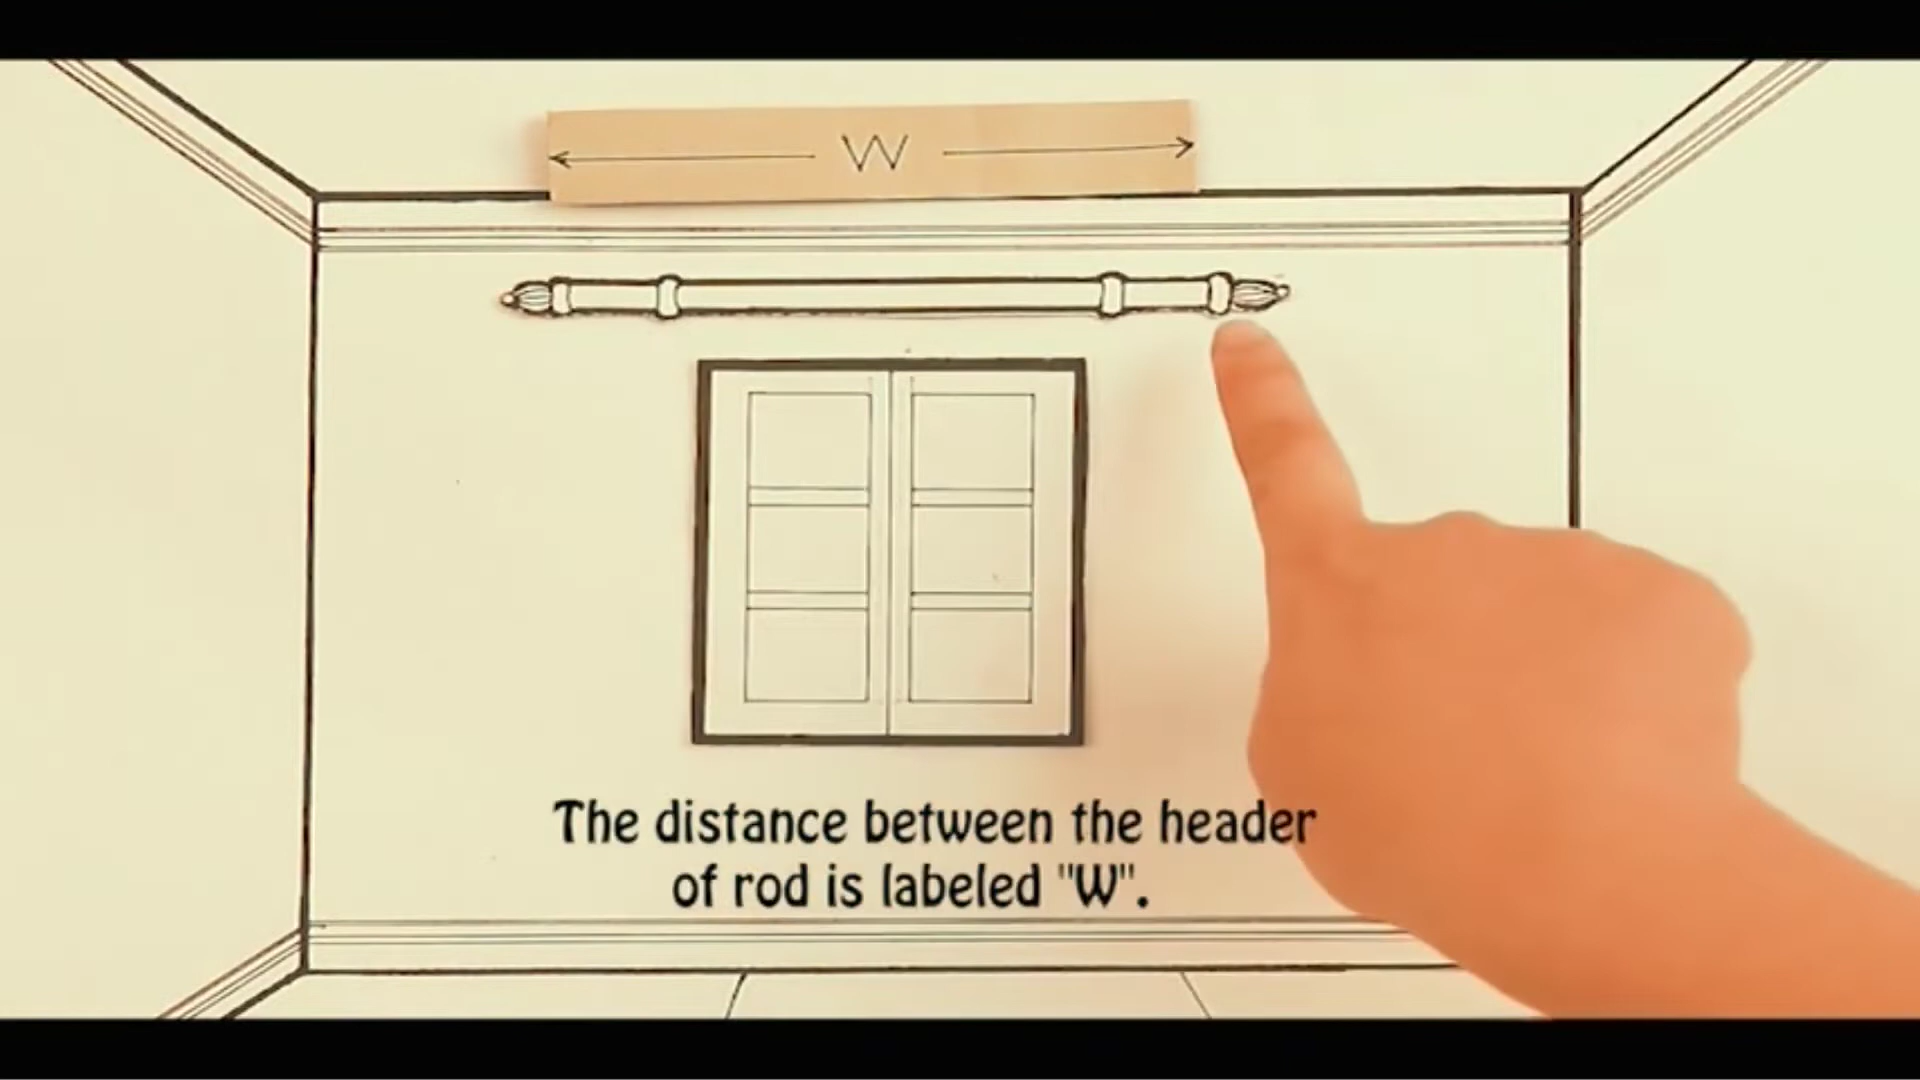 W
The distance between the header
of rod is labeled "W".